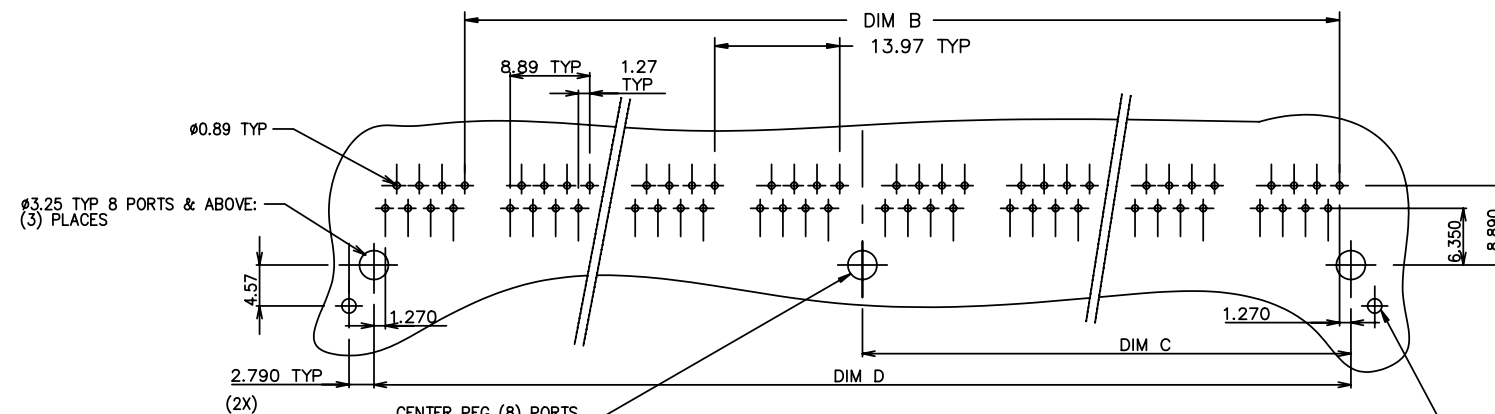 DIM B
13.97 TYP
8.89 TYP
1.27
TYP
ø0.89 TYP
ø3.25 TYP 8 PORTS & ABOVE:
(3) PLACES
6.350
8.890
4.57
1.270
1.270
DIM C
2.790 TYP
(2X)
DIM D
CENTER PEG (8) PORTS